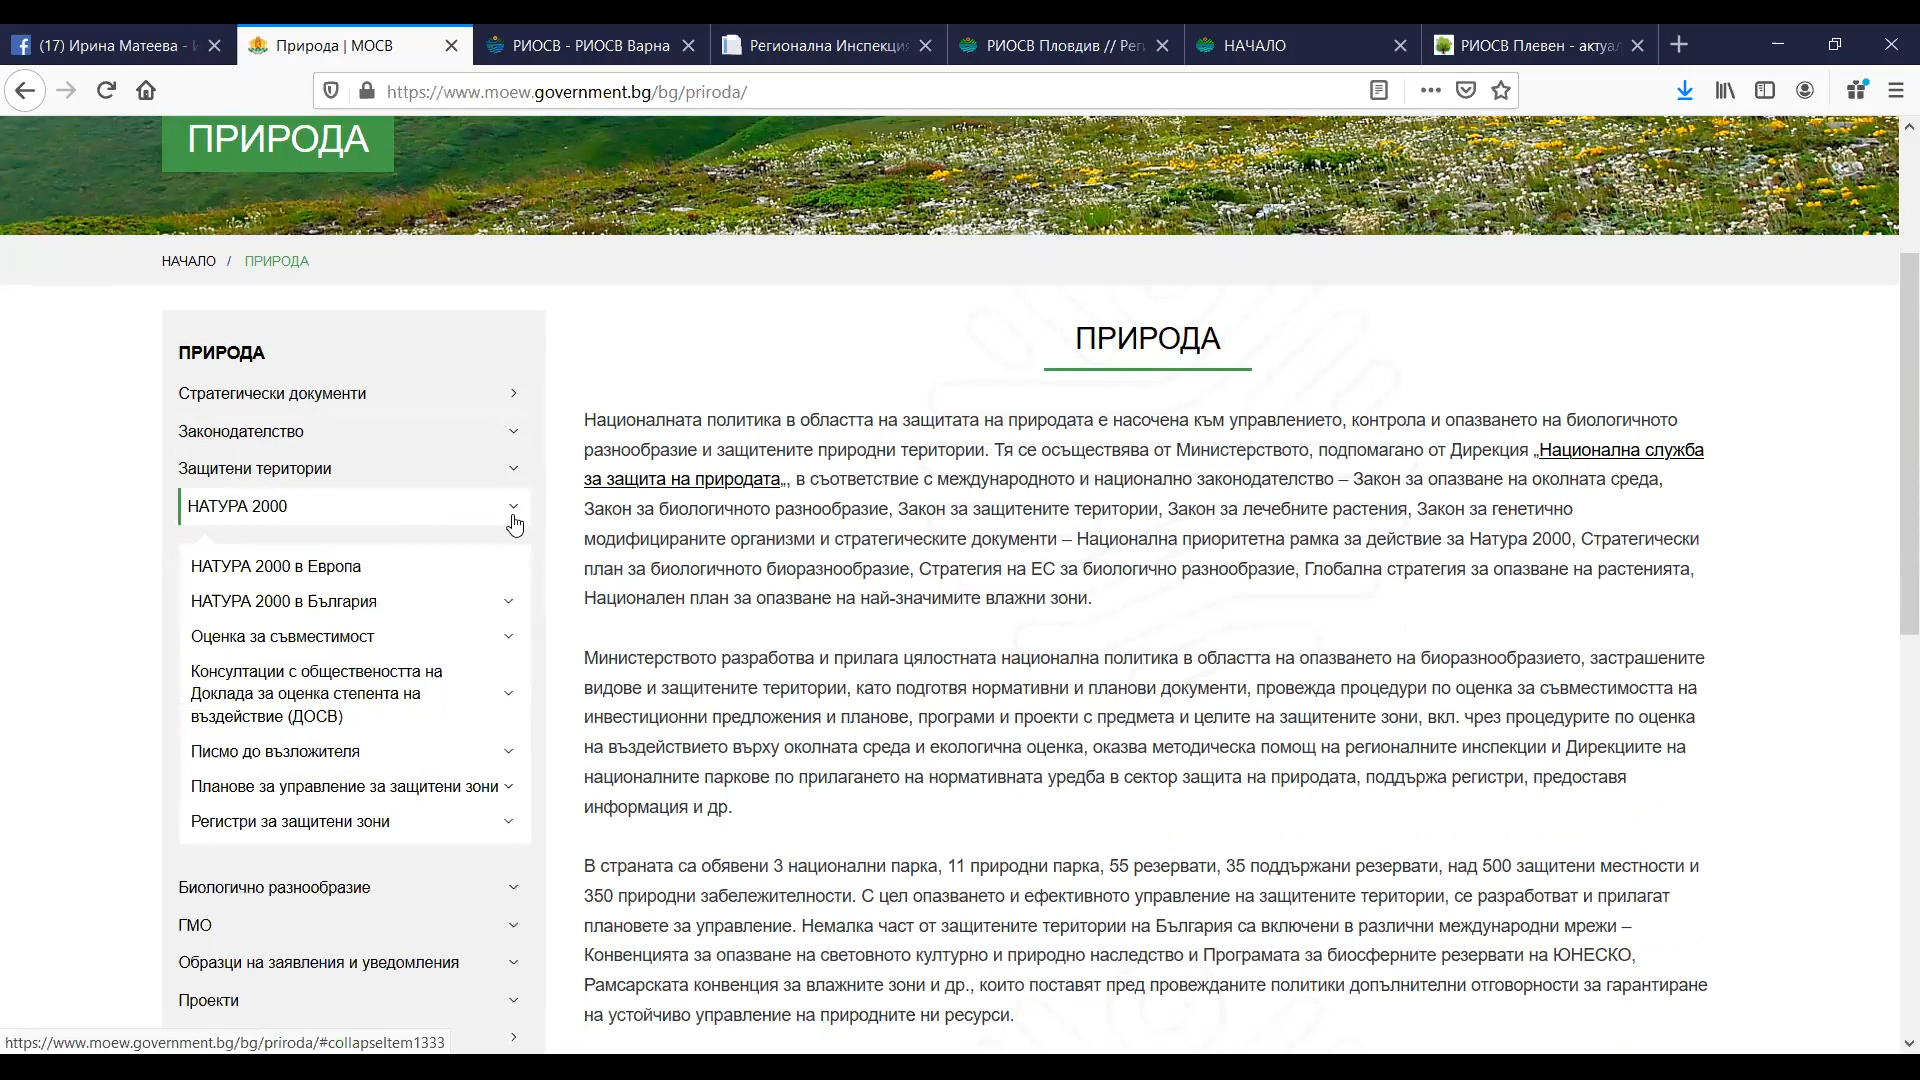 (17) Ирина Матеева -
Природа | МОСВ
РИОСВ - РИОСВ Варна
Регионална Инспекция
РИОСВ Пловдив // Реги
НАЧАЛО
РИОСВ Плевен - актуал
https://www.moew.government.bg/bg/priroda/
ПРИРОДА
НАЧАЛО / ПРИРОДА
ПРИРОДА
Стратегически документи
Законодателство
Защитени територии
НАТУРА 2000
НАТУРА 2000 в Европа
НАТУРА 2000 в България
Оценка за съвместимост
Консултации с обществеността на
Доклада за оценка степента на
въздействие (ДОСВ)
Писмо до възложителя
Планове за управление за защитени зони
Регистри за защитени зони
Биологично разнообразие
ГМО
Образци на заявления и уведомления
Проекти
ПРИРОДА
Националната политика в областта на защитата на природата е насочена към управлението, контрола и опазването на биологичното
разнообразие и защитените природни територии. Тя се осъществява от Министерството, подпомагано от Дирекция „Национална служба
за защита на природата„, в съответствие с международното и национално законодателство – Закон за опазване на околната среда,
Закон за биологичното разнообразие, Закон за защитените територии, Закон за лечебните растения, Закон за генетично
модифицираните организми и стратегическите документи – Национална приоритетна рамка за действие за Натура 2000, Стратегически
план за биологичното биоразнообразие, Стратегия на ЕС за биологично разнообразие, Глобална стратегия за опазване на растенията,
Национален план за опазване на най-значимите влажни зони.
Министерството разработва и прилага цялостната национална политика в областта на опазването на биоразнообразието, застрашените
видове и защитените територии, като подготвя нормативни и планови документи, провежда процедури по оценка за съвместимостта на
инвестиционни предложения и планове, програми и проекти с предмета и целите на защитените зони, вкл. чрез процедурите по оценка
на въздействието върху околната среда и екологична оценка, оказва методическа помощ на регионалните инспекции и Дирекциите на
националните паркове по прилагането на нормативната уредба в сектор защита на природата, поддържа регистри, предоставя
информация и др.
В страната са обявени 3 национални парка, 11 природни парка, 55 резервати, 35 поддържани резервати, над 500 защитени местности и
350 природни забележителности. С цел опазването и ефективното управление на защитените територии, се разработват и прилагат
плановете за управление. Немалка част от защитените територии на България са включени в различни международни мрежи –
Конвенцията за опазване на световното културно и природно наследство и Програмата за биосферните резервати на ЮНЕСКО,
Рамсарската конвенция за влажните зони и др., които поставят пред провежданите политики допълнителни отговорности за гарантиране
на устойчиво управление на природните ни ресурси.
https://www.moew.government.bg/bg/priroda/#collapseItem1333